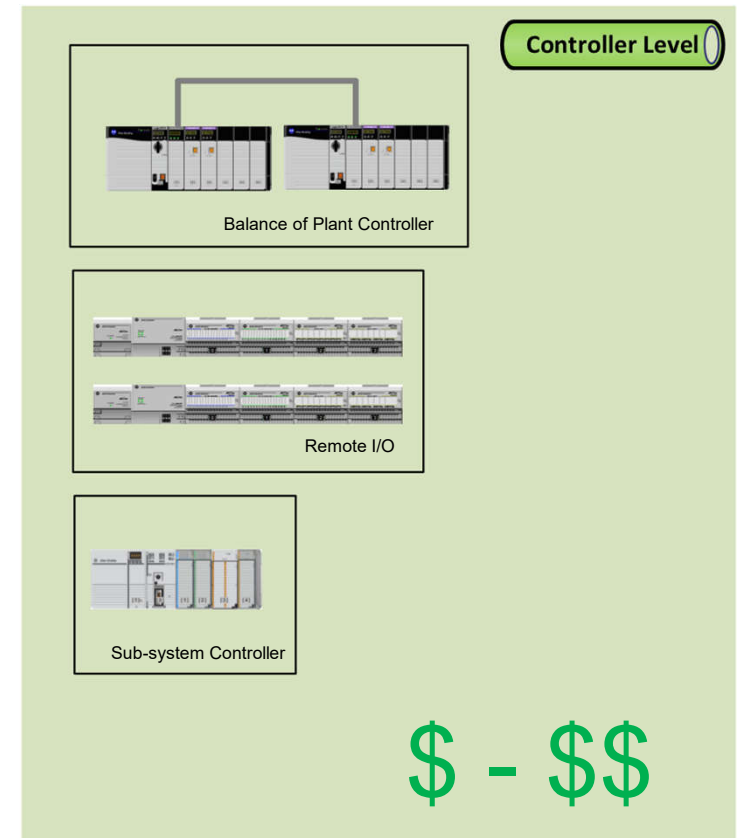 Controller Level
Balance of Plant Controller
Remote I/O
Sub-system Controller
$ - $$